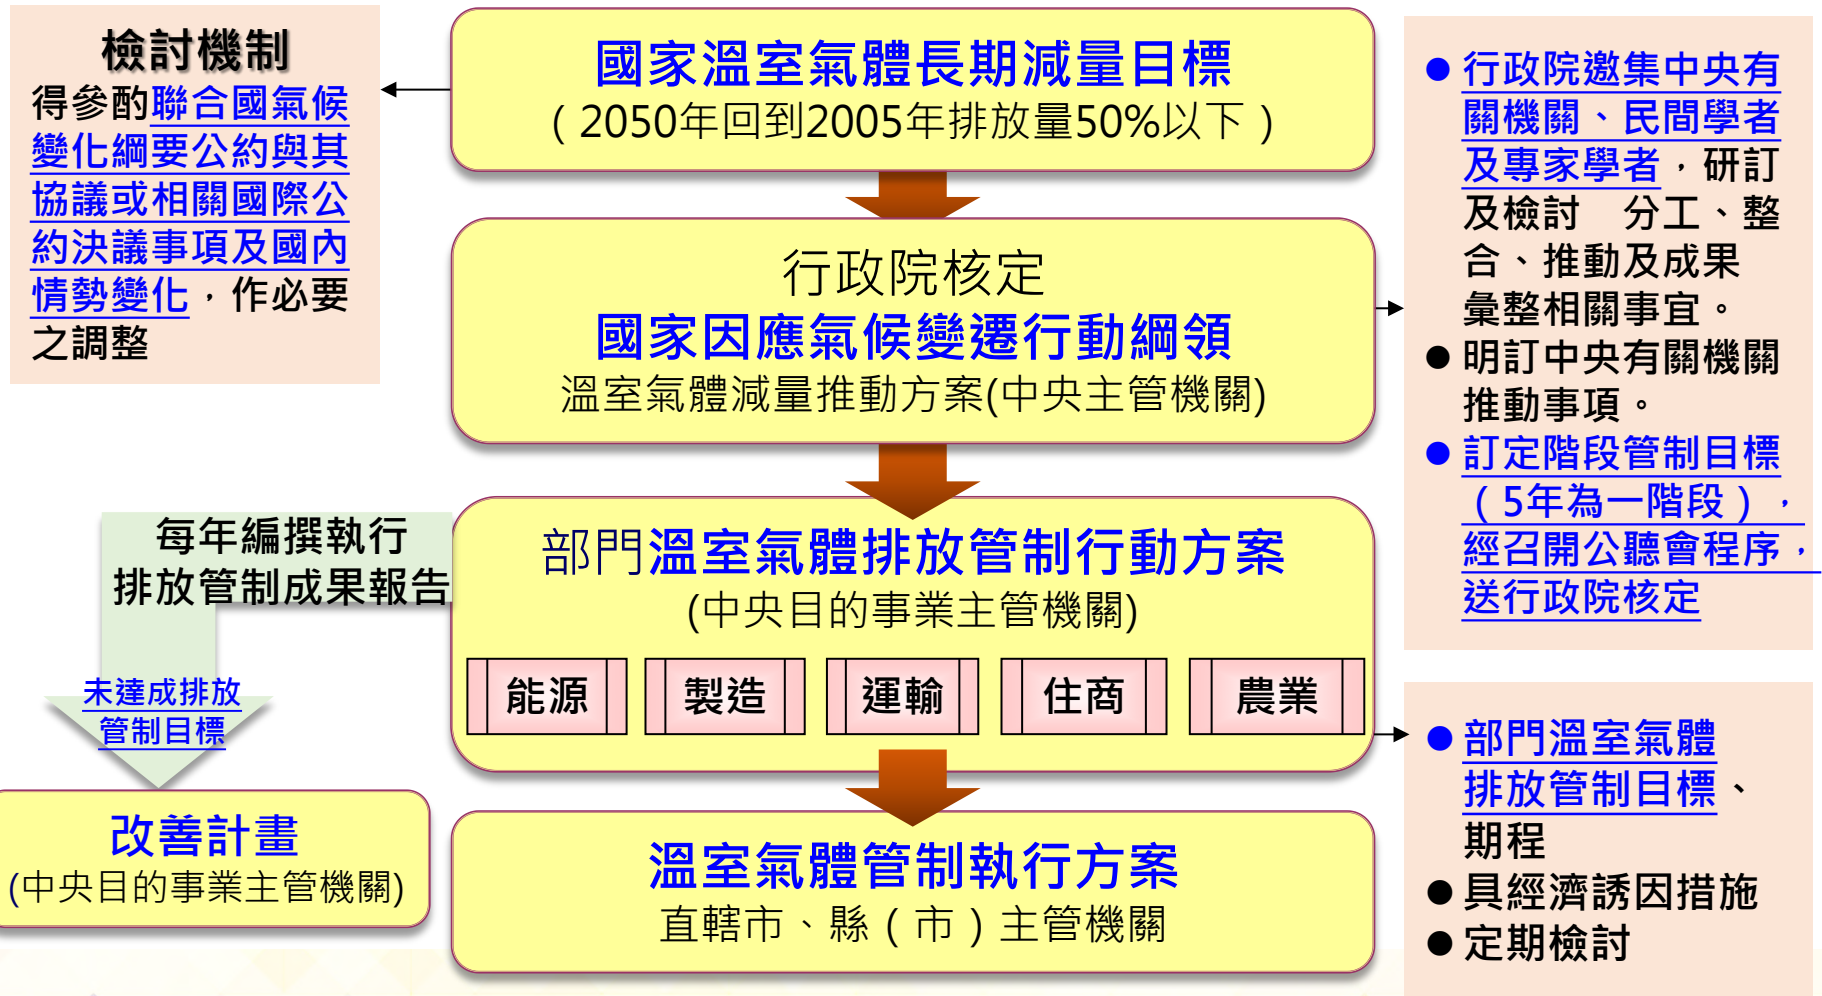 檢討機制
得參酌聯合國氣候
變化綱要公約與其
協議或相關國際公
約決議事項及國內
情勢變化，作必要
之調整
國家溫室氣體長期減量目標
（2050年回到2005年排放量50%以下）
行政院核定
國家因應氣候變遷行動綱領
溫室氣體減量推動方案(中央主管機關)
行政院邀集中央有
關機關、民間學者
及專家學者，研訂
及檢討　分工、整
合、推動及成果
彙整相關事宜。
明訂中央有關機關
推動事項。
訂定階段管制目標
（5年為一階段），
經召開公聽會程序，
送行政院核定
每年編撰執行
排放管制成果報告
未達成排放
管制目標
改善計畫
(中央目的事業主管機關)
部門溫室氣體排放管制行動方案
(中央目的事業主管機關)
能源 製造 運輸 住商 農業
部門溫室氣體
排放管制目標、
期程
具經濟誘因措施
定期檢討
溫室氣體管制執行方案
直轄市、縣（市）主管機關